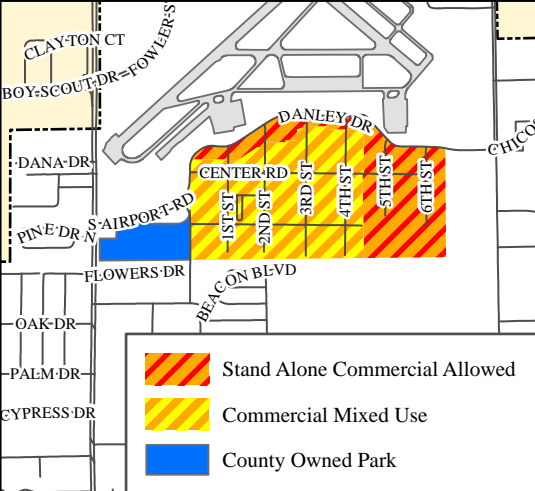 CLAYTON CT
FOWLER S
BOY SCOUT DR
DANLEY DR
CHICO
DANA DR
CENTER RD
S AIRPORT RD
PINE DR N
1ST ST
2ND ST
3RD ST
4TH ST
5TH ST
6TH ST
FLOWERS DR
BEACON BLVD
OAK DR
PALM DR
CYPRESS DR
Stand Alone Commercial Allowed
Commercial Mixed Use
County Owned Park